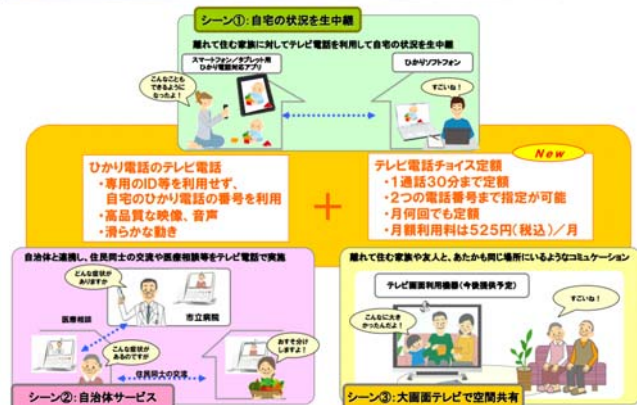 シーン①：自宅の状況を生中継
離れて住む家族に対してテレビ電話を利用して自宅の状況を生中継
スマートフォン／タブレット用
ひかり電話対応アプリ
ひかりソフトフォン
こんなことも
できるように
なったよ！
すごいね！
New
ひかり電話のテレビ電話
・専用のID等を利用せず、
自宅のひかり電話の番号を利用
・高品質な映像、音声
・滑らかな動き
＋
テレビ電話チョイス定額
・1通話30分まで定額
・2つの電話番号まで指定が可能
・月何回でも定額
・月額利用料は525円（税込）／月
自治体と連携し、住民同士の交流や医療相談等をテレビ電話で実施
どんな症状が
ありますか
市立病院
医療相談
こんな症状が
あるのですが
おすそ分け
しますよ！
住民同士の交流
シーン②：自治体サービス
離れて住む家族や友人と、あたかも同じ場所にいるようなコミュケーション
テレビ画面利用機器（今後提供予定）
こんなに大き
かったんだよ！
すごいね！
シーン③：大画面テレビで空間共有